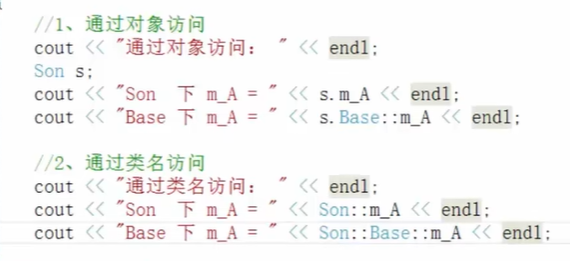 //1、通过对象访问
cout << "通过对象访问： " << endl;
Son s;
cout << "Son  下 m_A = " << s.m_A << endl;
cout << "Base 下 m_A = " << s.Base::m_A << endl;
//2、通过类名访问
cout << "通过类名访问： " << endl;
cout << "Son  下 m_A = " << Son::m_A << endl;
cout << "Base 下 m_A = " << Son::Base::m_A << endl;